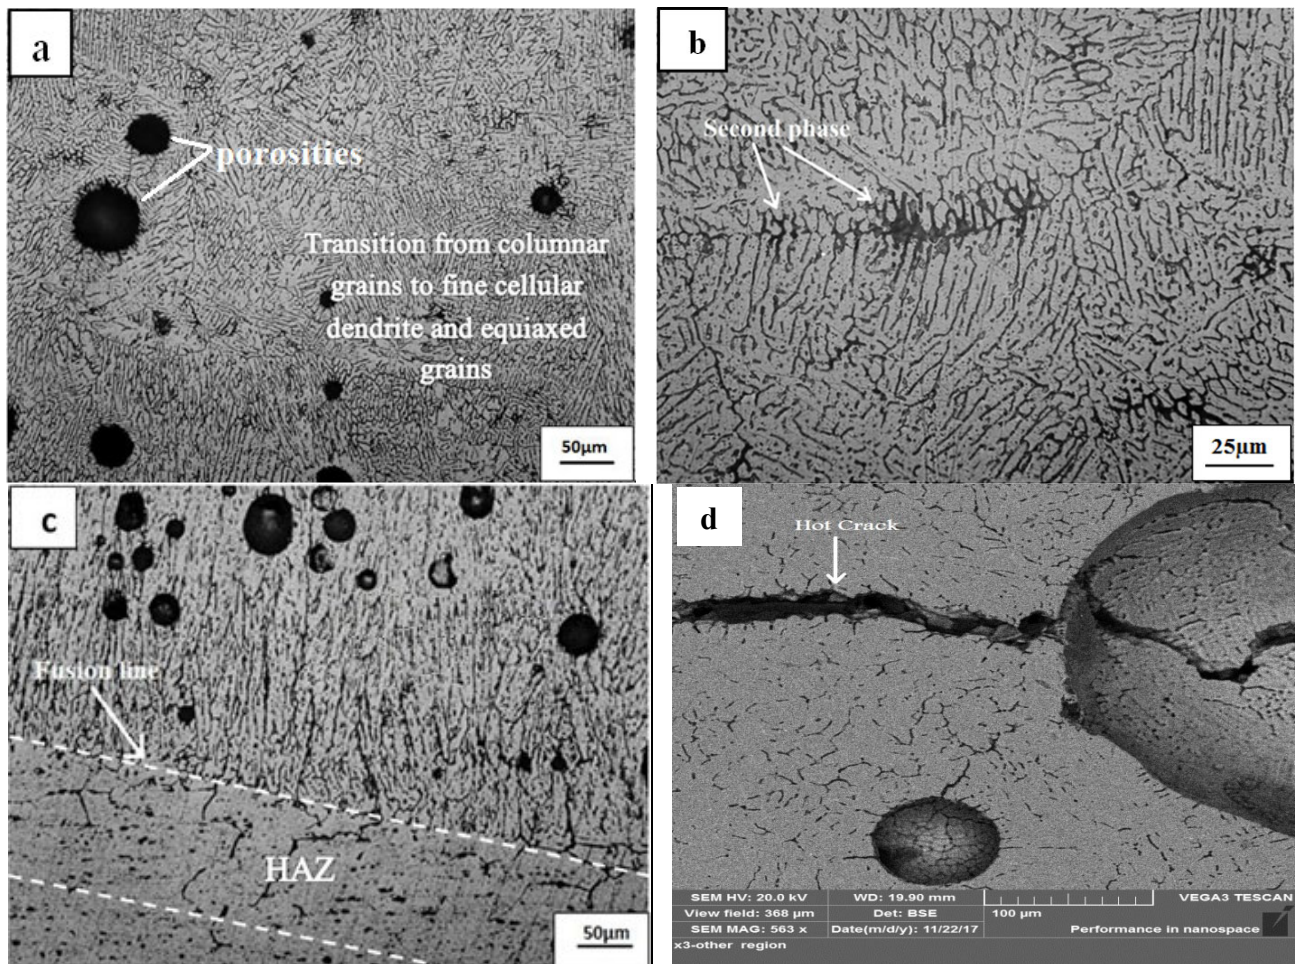 a
porosities
Transition from columnar
grains to fine cellular
dendrite and equiaxed
grains
50µm
b
Second phase
25µm
c
Fusion line
HAZ
50µm
d
Hot Crack
SEM HV: 20.0 kV WD: 19.90 mm VEGA3 TESCAN
View field: 368 µm Det: BSE 100 µm
SEM MAG: 563 x Date(m/d/y): 11/22/17 Performance in nanospace
x3-other region